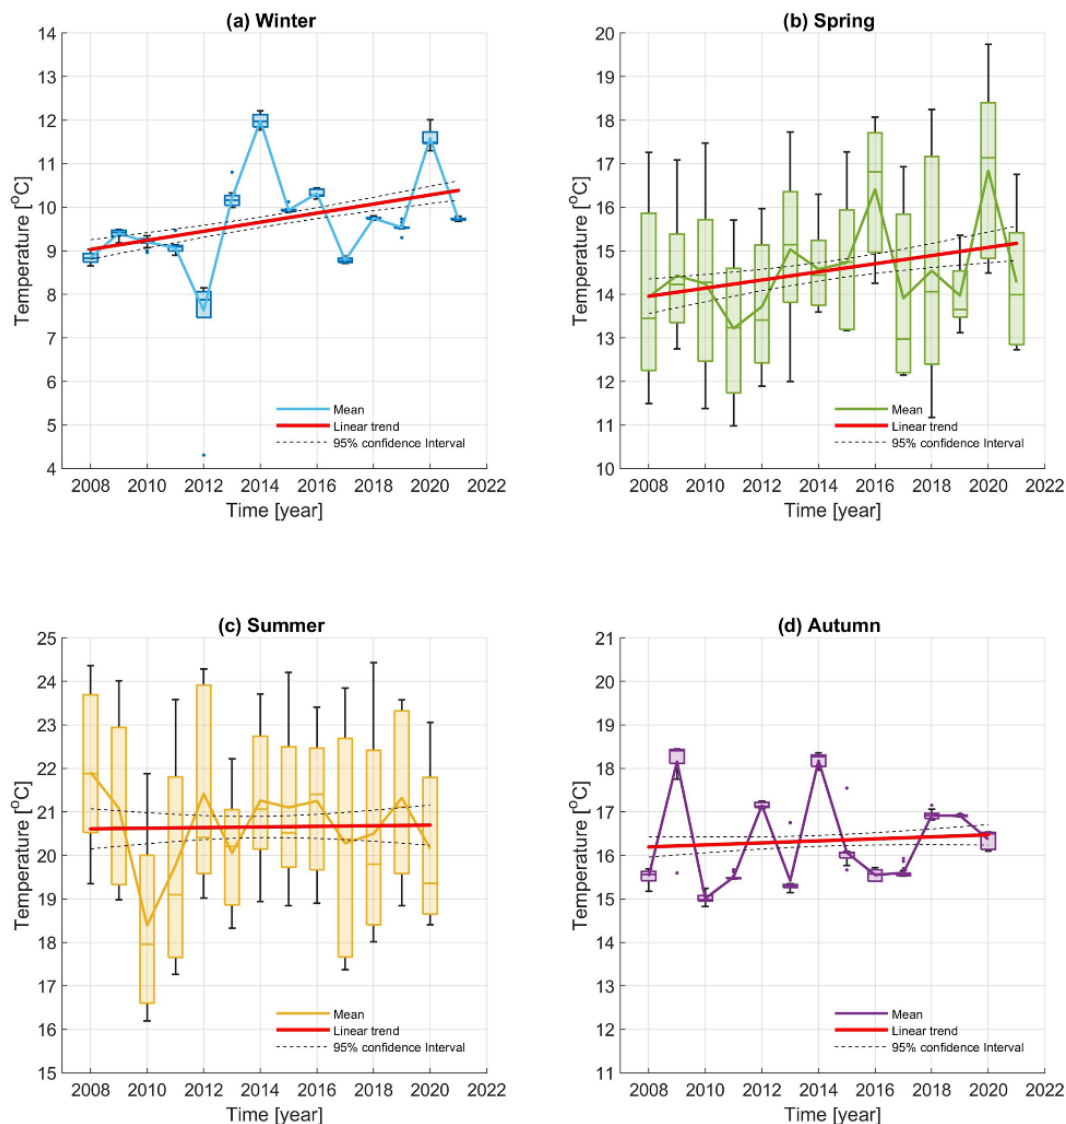 (a) Winter
14
13
12
11
10
9
8
7
6
5
4
Temperature [°C]
Mean
Linear trend
95% confidence Interval
2008 2010 2012 2014 2016 2018 2020 2022
Time [year]
(b) Spring
20
19
18
17
16
15
14
13
12
11
10
Temperature [°C]
Mean
Linear trend
95% confidence Interval
2008 2010 2012 2014 2016 2018 2020 2022
Time [year]
(c) Summer
25
24
23
22
21
20
19
18
17
16
15
Temperature [°C]
Mean
Linear trend
95% confidence Interval
2008 2010 2012 2014 2016 2018 2020 2022
Time [year]
(d) Autumn
21
20
19
18
17
16
15
14
13
12
11
Temperature [°C]
Mean
Linear trend
95% confidence Interval
2008 2010 2012 2014 2016 2018 2020 2022
Time [year]